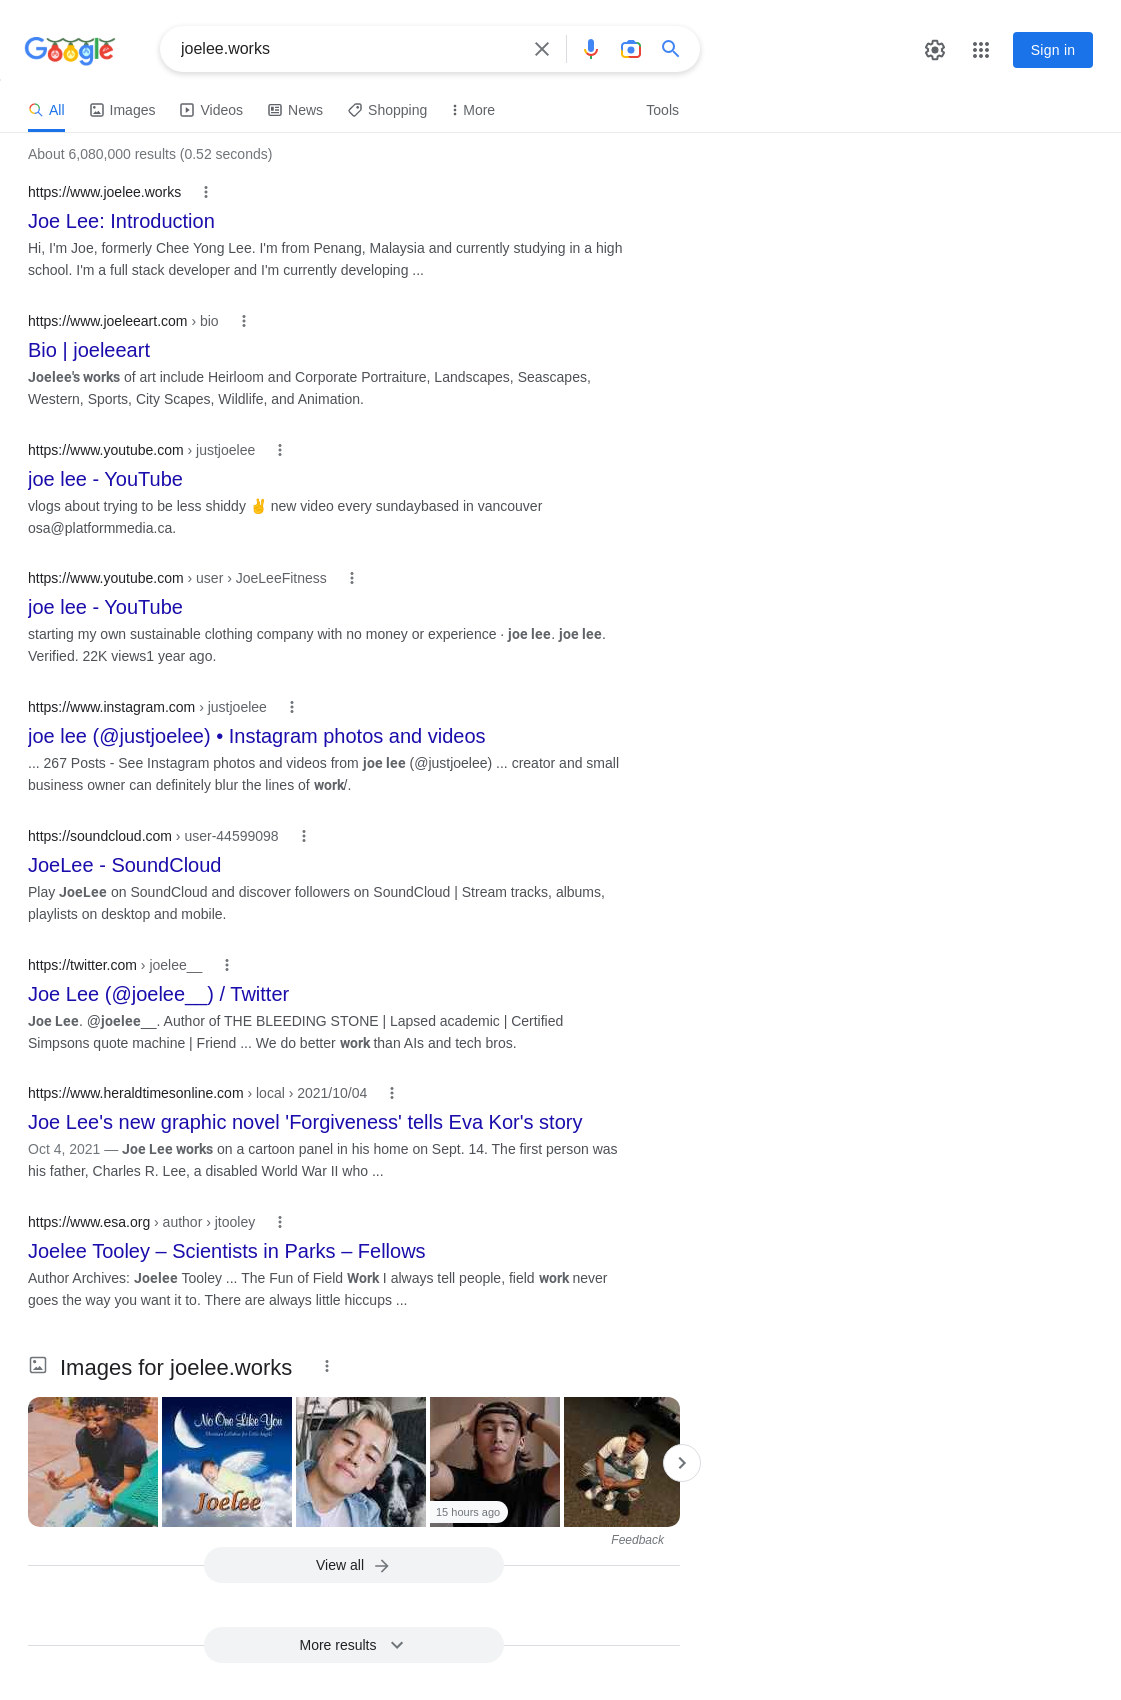 Google
joelee.works
Sign in
All
Images
Videos
News
Shopping
More
Tools
About 6,080,000 results (0.52 seconds)
https://www.joelee.works
Joe Lee: Introduction
Hi, I'm Joe, formerly Chee Yong Lee. I'm from Penang, Malaysia and currently studying in a high
school. I'm a full stack developer and I'm currently developing ...
https://www.joeleeart.com › bio
Bio | joeleeart
Joelee's works of art include Heirloom and Corporate Portraiture, Landscapes, Seascapes,
Western, Sports, City Scapes, Wildlife, and Animation.
https://www.youtube.com › justjoelee
joe lee - YouTube
vlogs about trying to be less shiddy ✌ new video every sundaybased in vancouver
osa@platformmedia.ca.
https://www.youtube.com › user › JoeLeeFitness
joe lee - YouTube
starting my own sustainable clothing company with no money or experience · joe lee. joe lee.
Verified. 22K views1 year ago.
https://www.instagram.com › justjoelee
joe lee (@justjoelee) • Instagram photos and videos
... 267 Posts - See Instagram photos and videos from joe lee (@justjoelee) ... creator and small
business owner can definitely blur the lines of work/.
https://soundcloud.com › user-44599098
JoeLee - SoundCloud
Play JoeLee on SoundCloud and discover followers on SoundCloud | Stream tracks, albums,
playlists on desktop and mobile.
https://twitter.com › joelee__
Joe Lee (@joelee__) / Twitter
Joe Lee. @joelee__. Author of THE BLEEDING STONE | Lapsed academic | Certified
Simpsons quote machine | Friend ... We do better work than AIs and tech bros.
https://www.heraldtimesonline.com › local › 2021/10/04
Joe Lee's new graphic novel 'Forgiveness' tells Eva Kor's story
Oct 4, 2021 — Joe Lee works on a cartoon panel in his home on Sept. 14. The first person was
his father, Charles R. Lee, a disabled World War II who ...
https://www.esa.org › author › jtooley
Joelee Tooley – Scientists in Parks – Fellows
Author Archives: Joelee Tooley ... The Fun of Field Work I always tell people, field work never
goes the way you want it to. There are always little hiccups ...
Images for joelee.works
No One Like You
Christian Lullabies for Little Angels
Joelee
15 hours ago
Feedback
View all
More results